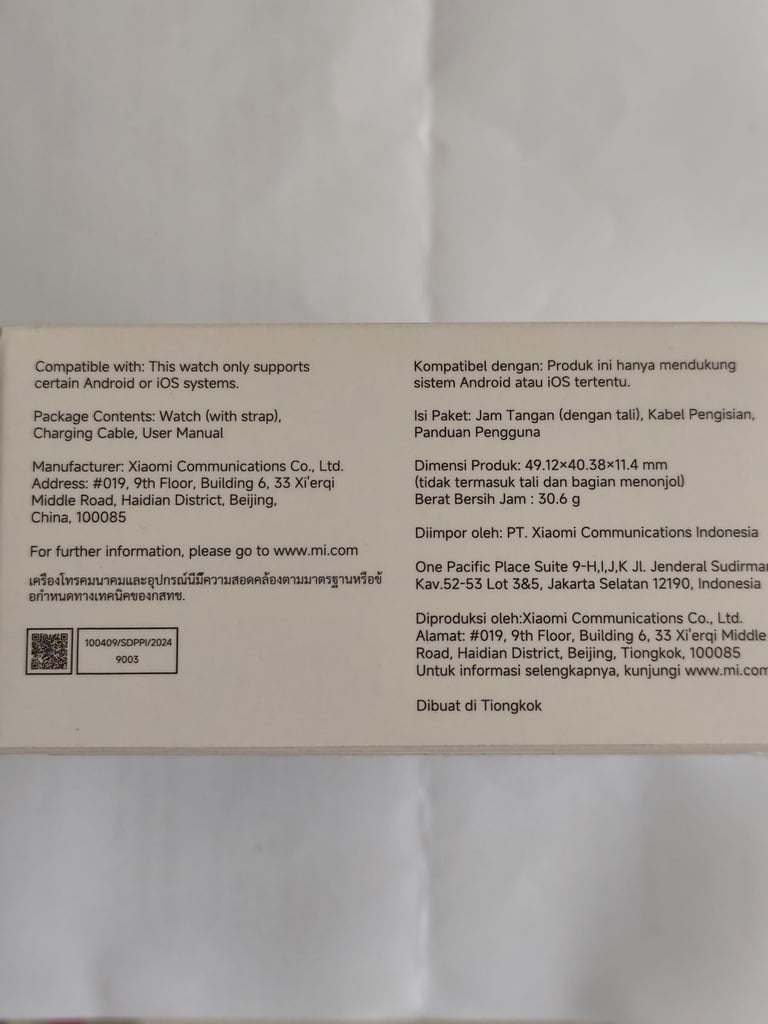 Compatible with: This watch only supports
certain Android or iOS systems.
Package Contents: Watch (with strap),
Charging Cable, User Manual
Manufacturer: Xiaomi Communications Co., Ltd.
Address: #019, 9th Floor, Building 6, 33 Xi'erqi
Middle Road, Haidian District, Beijing,
China, 100085
For further information, please go to www.mi.com
เครื่องโทรคมนาคมและอุปกรณ์นี้มีความสอดคล้องตามมาตรฐานหรือข้
อกำหนดทางเทคนิคของกสทช.
100409/SDPPI/2024
9003
Kompatibel dengan: Produk ini hanya mendukung
sistem Android atau iOS tertentu.
Isi Paket: Jam Tangan (dengan tali), Kabel Pengisian,
Panduan Pengguna
Dimensi Produk: 49.12×40.38×11.4 mm
(tidak termasuk tali dan bagian menonjol)
Berat Bersih Jam : 30.6 g
Diimpor oleh: PT. Xiaomi Communications Indonesia
One Pacific Place Suite 9-H,I,J,K Jl. Jenderal Sudirman
Kav.52-53 Lot 3&5, Jakarta Selatan 12190, Indonesia
Diproduksi oleh:Xiaomi Communications Co., Ltd.
Alamat: #019, 9th Floor, Building 6, 33 Xi'erqi Middle
Road, Haidian District, Beijing, Tiongkok, 100085
Untuk informasi selengkapnya, kunjungi www.mi.com
Dibuat di Tiongkok